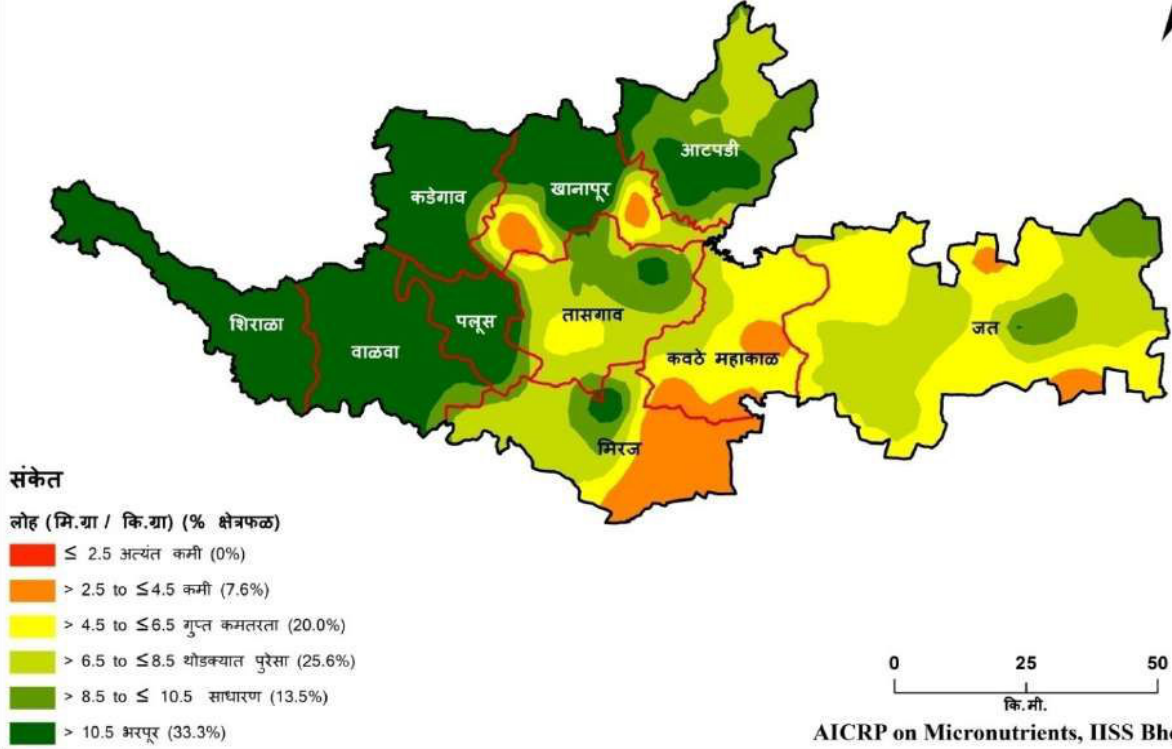 आटपडी
खानापूर
कडेगाव
शिराळा
वाळवा
पलूस
तासगाव
कवठे महाकाळ
जत
मिरज
संकेत
लोह (मि.ग्रा / कि.ग्रा) (% क्षेत्रफळ)
≤ 2.5 अत्यंत कमी (0%)
> 2.5 to ≤4.5 कमी (7.6%)
> 4.5 to ≤6.5 गुप्त कमतरता (20.0%)
> 6.5 to ≤8.5 थोडक्यात पुरेसा (25.6%)
> 8.5 to ≤ 10.5 साधारण (13.5%)
> 10.5 भरपूर (33.3%)
0 25 50
कि.मी.
AICRP on Micronutrients, IISS